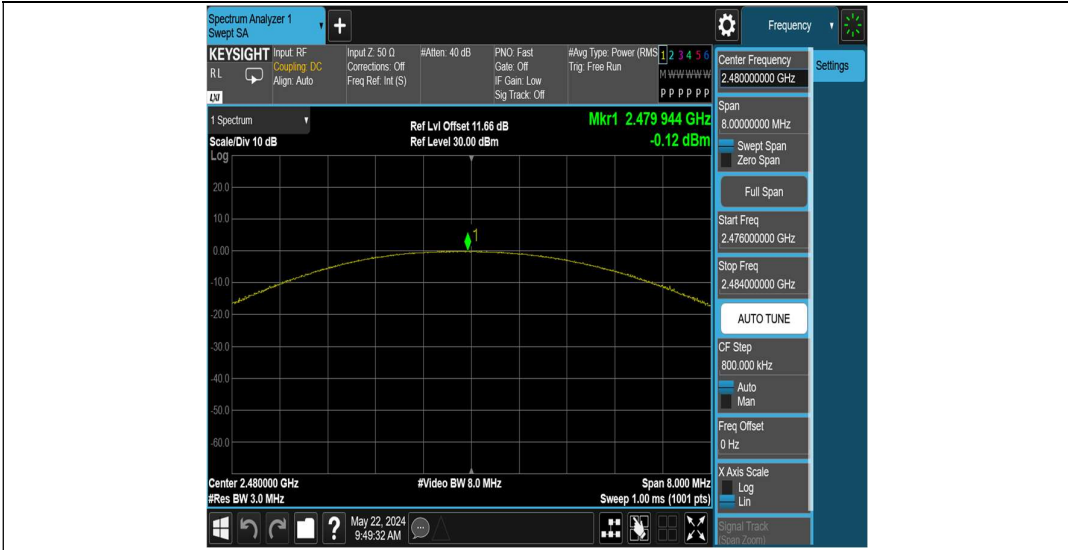 Spectrum Analyzer 1
Swept SA
Frequency
KEYSIGHT
RL
LXI
Input: RF
Coupling: DC
Align: Auto
Input Z: 50 Ω
Corrections: Off
Freq Ref: Int (S)
#Atten: 40 dB
PNO: Fast
Gate: Off
IF Gain: Low
Sig Track: Off
#Avg Type: Power (RMS
Trig: Free Run
1 2 3 4 5 6
M W W W W W
P P P P P P
1 Spectrum
Scale/Div 10 dB
Ref Lvl Offset 11.66 dB
Ref Level 30.00 dBm
Mkr1 2.479 944 GHz
-0.12 dBm
Log
20.0
10.0
0.00
-10.0
-20.0
-30.0
-40.0
-50.0
-60.0
1
Center 2.480000 GHz
#Res BW 3.0 MHz
#Video BW 8.0 MHz
Span 8.000 MHz
Sweep 1.00 ms (1001 pts)
?
May 22, 2024
9:49:32 AM
Center Frequency
2.480000000 GHz
Settings
Span
8.00000000 MHz
Swept Span
Zero Span
Full Span
Start Freq
2.476000000 GHz
Stop Freq
2.484000000 GHz
AUTO TUNE
CF Step
800.000 kHz
Auto
Man
Freq Offset
0 Hz
X Axis Scale
Log
Lin
Signal Track
(Span Zoom)